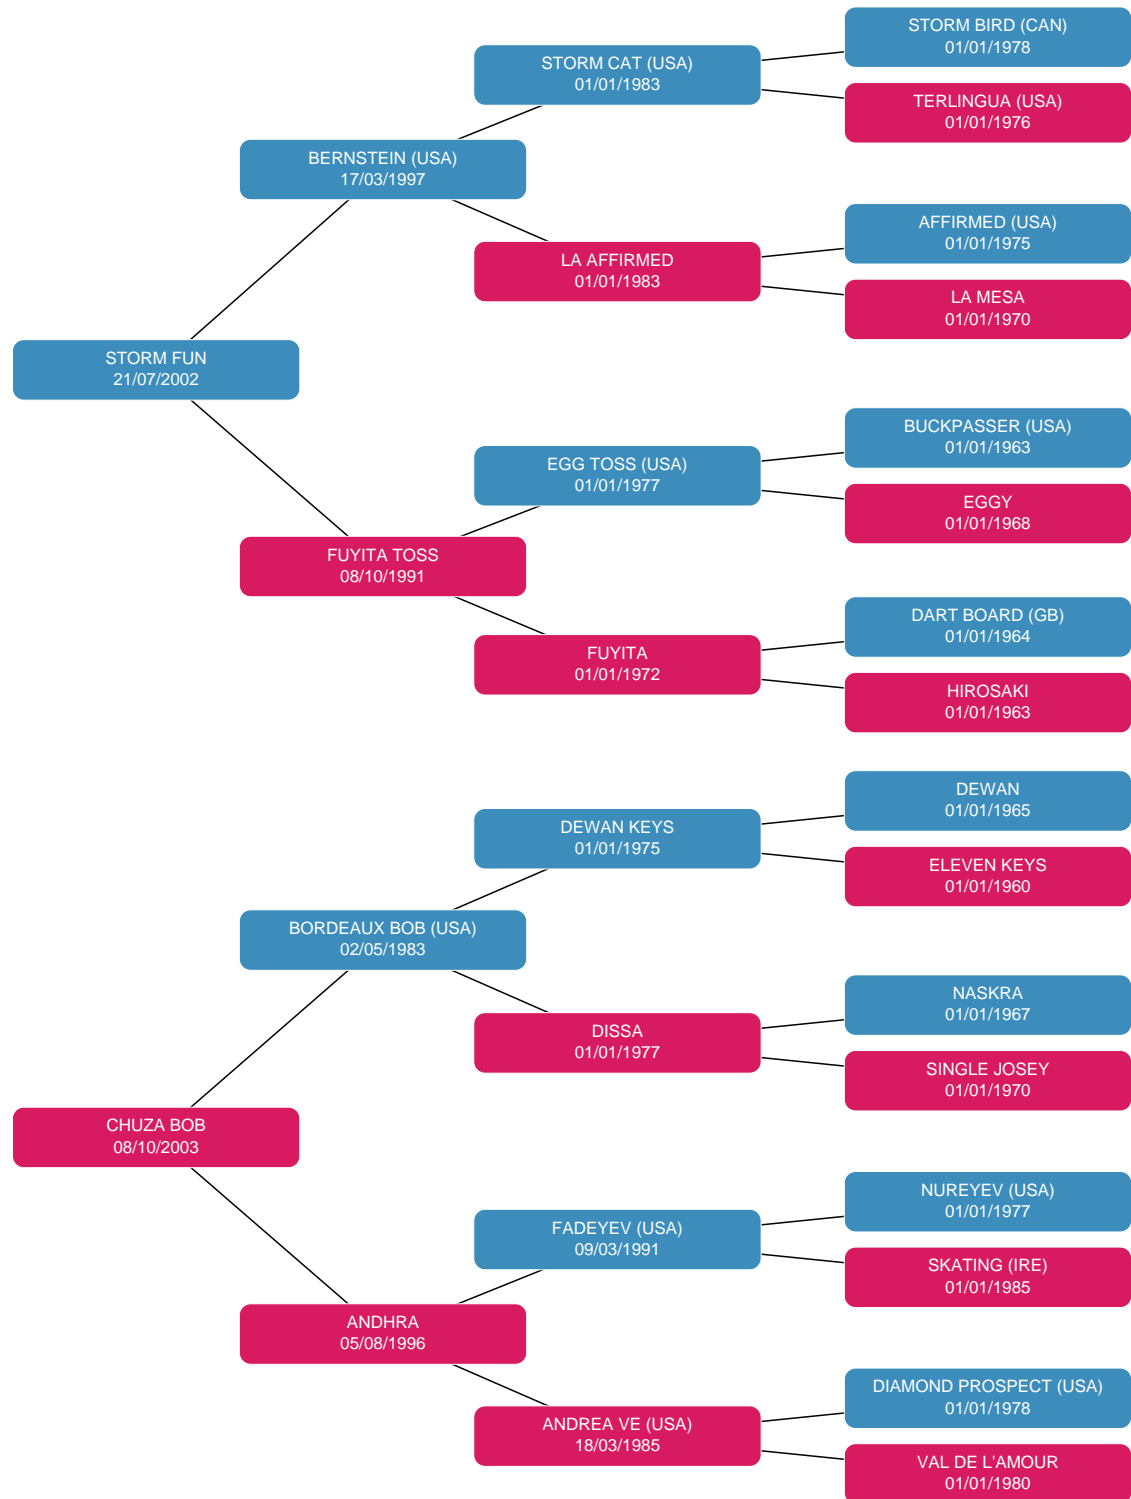 STORM BIRD (CAN)
01/01/1978
STORM CAT (USA)
01/01/1983
TERLINGUA (USA)
01/01/1976
BERNSTEIN (USA)
17/03/1997
AFFIRMED (USA)
01/01/1975
LA AFFIRMED
01/01/1983
LA MESA
01/01/1970
STORM FUN
21/07/2002
BUCKPASSER (USA)
01/01/1963
EGG TOSS (USA)
01/01/1977
EGGY
01/01/1968
FUYITA TOSS
08/10/1991
DART BOARD (GB)
01/01/1964
FUYITA
01/01/1972
HIROSAKI
01/01/1963
DEWAN
01/01/1965
DEWAN KEYS
01/01/1975
ELEVEN KEYS
01/01/1960
BORDEAUX BOB (USA)
02/05/1983
NASKRA
01/01/1967
DISSA
01/01/1977
SINGLE JOSEY
01/01/1970
CHUZA BOB
08/10/2003
NUREYEV (USA)
01/01/1977
FADEYEV (USA)
09/03/1991
SKATING (IRE)
01/01/1985
ANDHRA
05/08/1996
DIAMOND PROSPECT (USA)
01/01/1978
ANDREA VE (USA)
18/03/1985
VAL DE L'AMOUR
01/01/1980